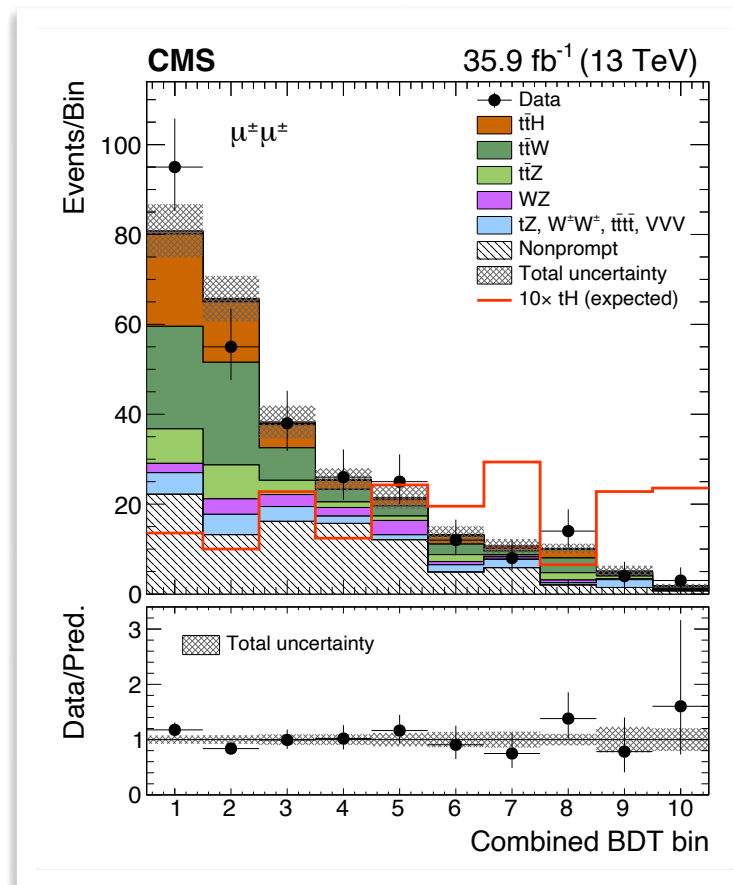 CMS 35.9 fb⁻¹ (13 TeV)
Events/Bin
μ±μ±
100
80
60
40
20
0
Data
tt̄H
tt̄W
tt̄Z
WZ
tZ, W±W±, tt̄tt̄, VVV
Nonprompt
Total uncertainty
10× tH (expected)
Data/Pred.
3
2
1
0
Total uncertainty
1 2 3 4 5 6 7 8 9 10
Combined BDT bin